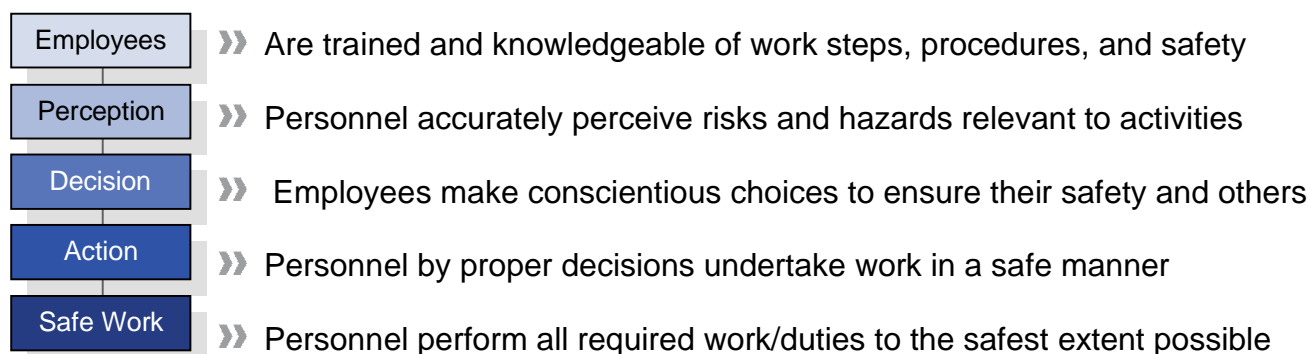 Employees
Are trained and knowledgeable of work steps, procedures, and safety
Perception
Personnel accurately perceive risks and hazards relevant to activities
Decision
Employees make conscientious choices to ensure their safety and others
Action
Personnel by proper decisions undertake work in a safe manner
Safe Work
Personnel perform all required work/duties to the safest extent possible